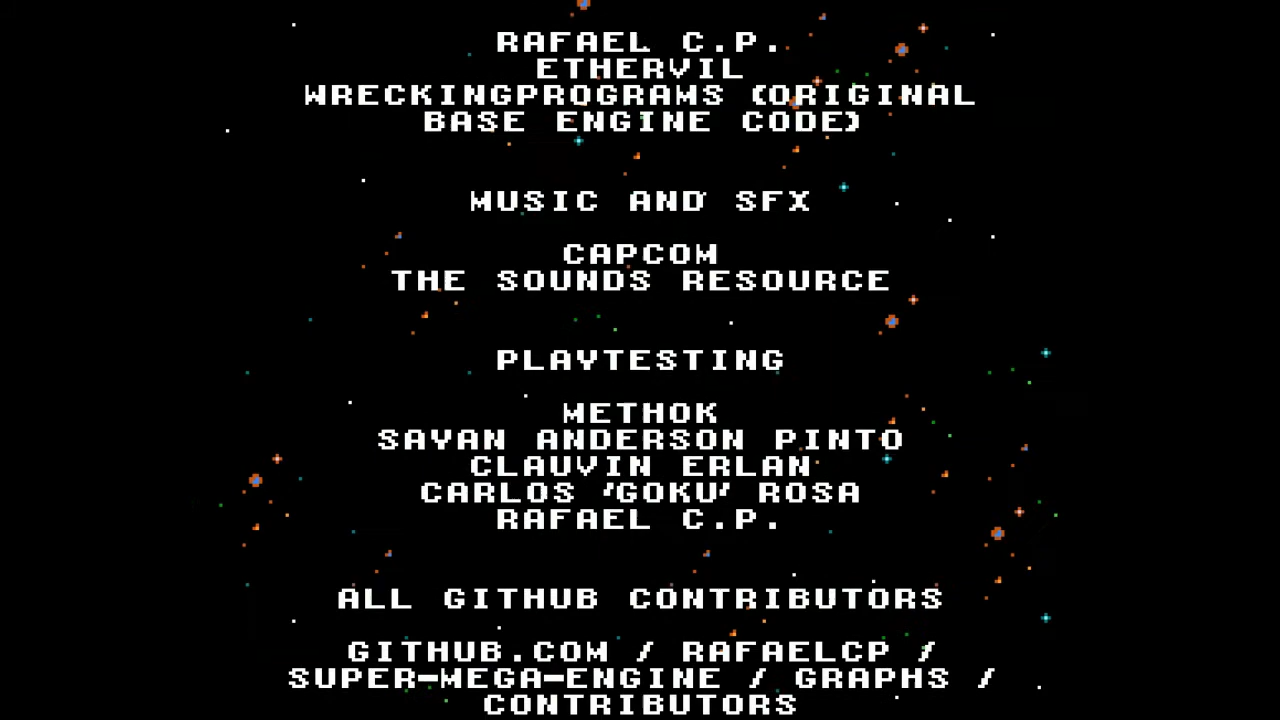 RAFAEL C.P.
ETHERVIL
WRECKINGPROGRAMS (ORIGINAL
BASE ENGINE CODE)
MUSIC AND SFX
CAPCOM
THE SOUNDS RESOURCE
PLAYTESTING
METHOK
SAYAN ANDERSON PINTO
CLAUVIN ERLAN
CARLOS 'GOKU' ROSA
RAFAEL C.P.
ALL GITHUB CONTRIBUTORS
GITHUB.COM / RAFAELCP /
SUPER-MEGA-ENGINE / GRAPHS /
CONTRIBUTORS